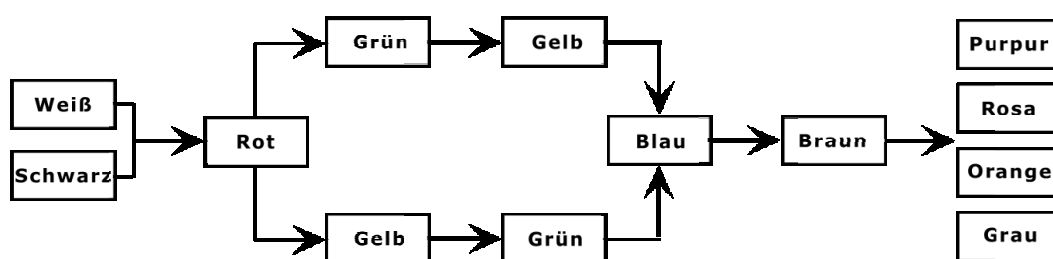 Weiß
Schwarz
Rot
Grün
Gelb
Gelb
Grün
Blau
Braun
Purpur
Rosa
Orange
Grau